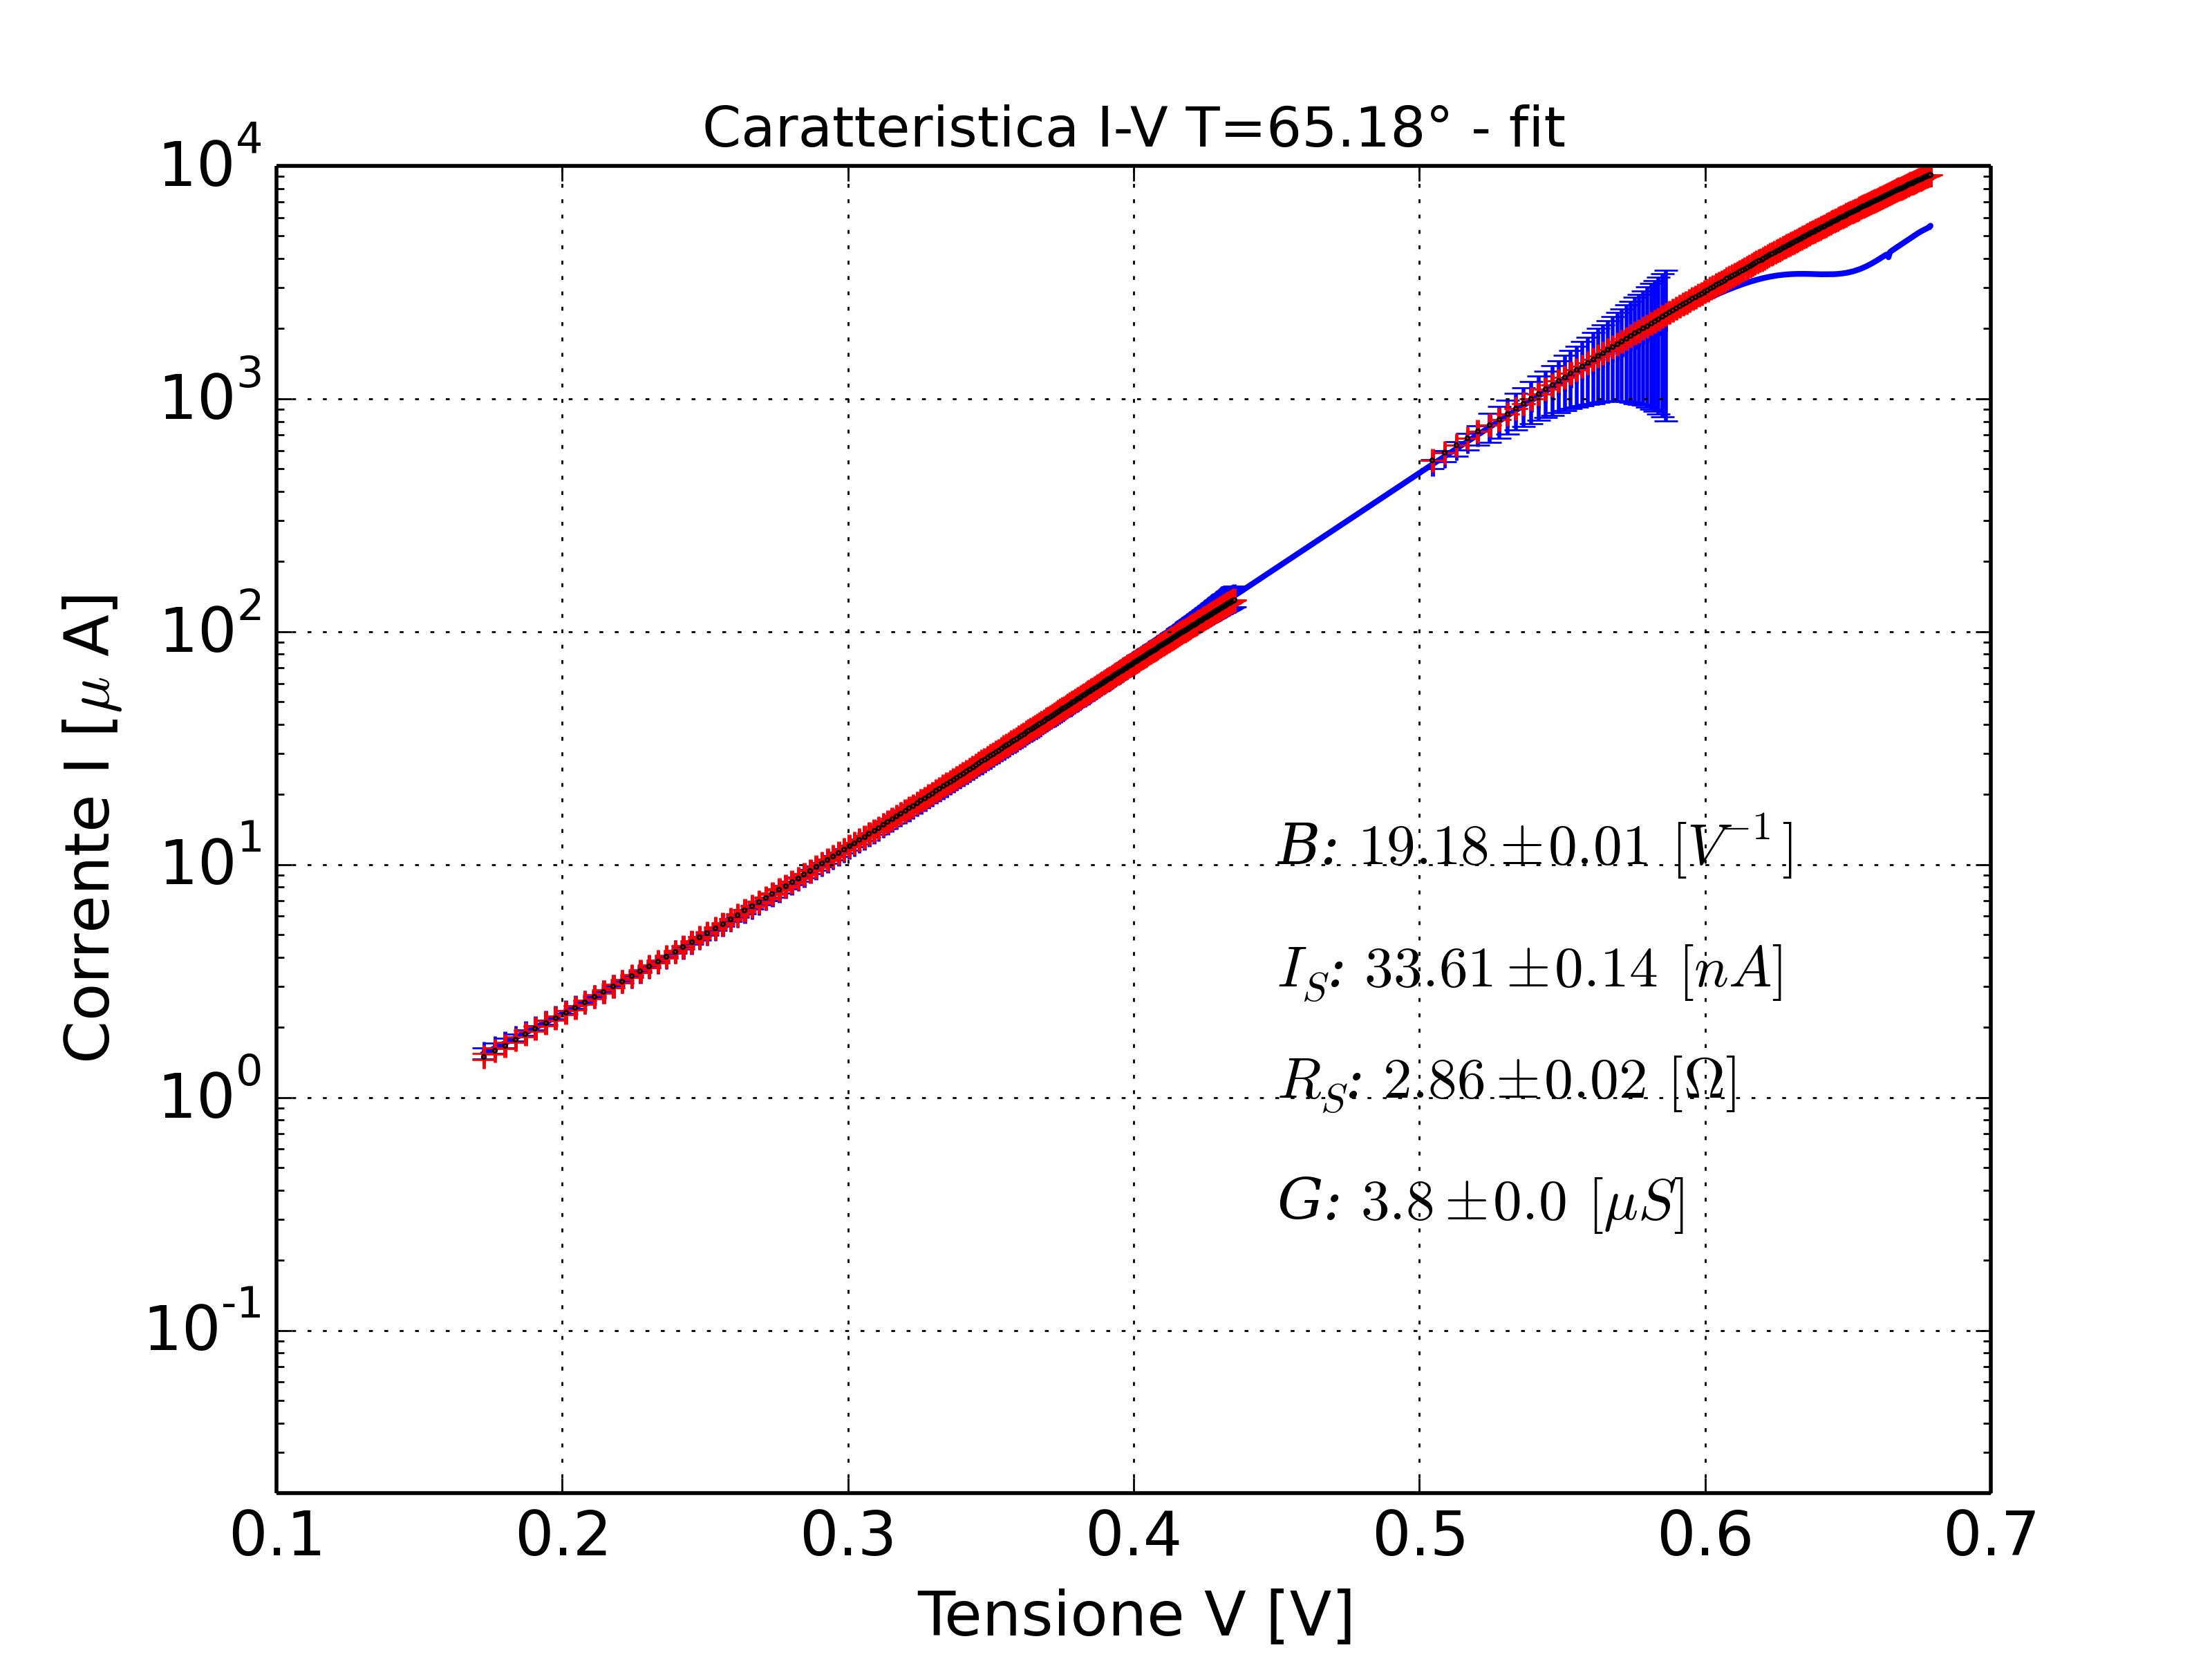 Caratteristica I-V T=65.18° - fit
10^4
10^3
10^2
10^1
10^0
10^-1
Corrente I [μ A]
B: 19.18 ±0.01 [V^−1]
I_S: 33.61 ±0.14 [nA]
R_S: 2.86 ±0.02 [Ω]
G: 3.8 ±0.0 [μS]
0.1 0.2 0.3 0.4 0.5 0.6 0.7
Tensione V [V]